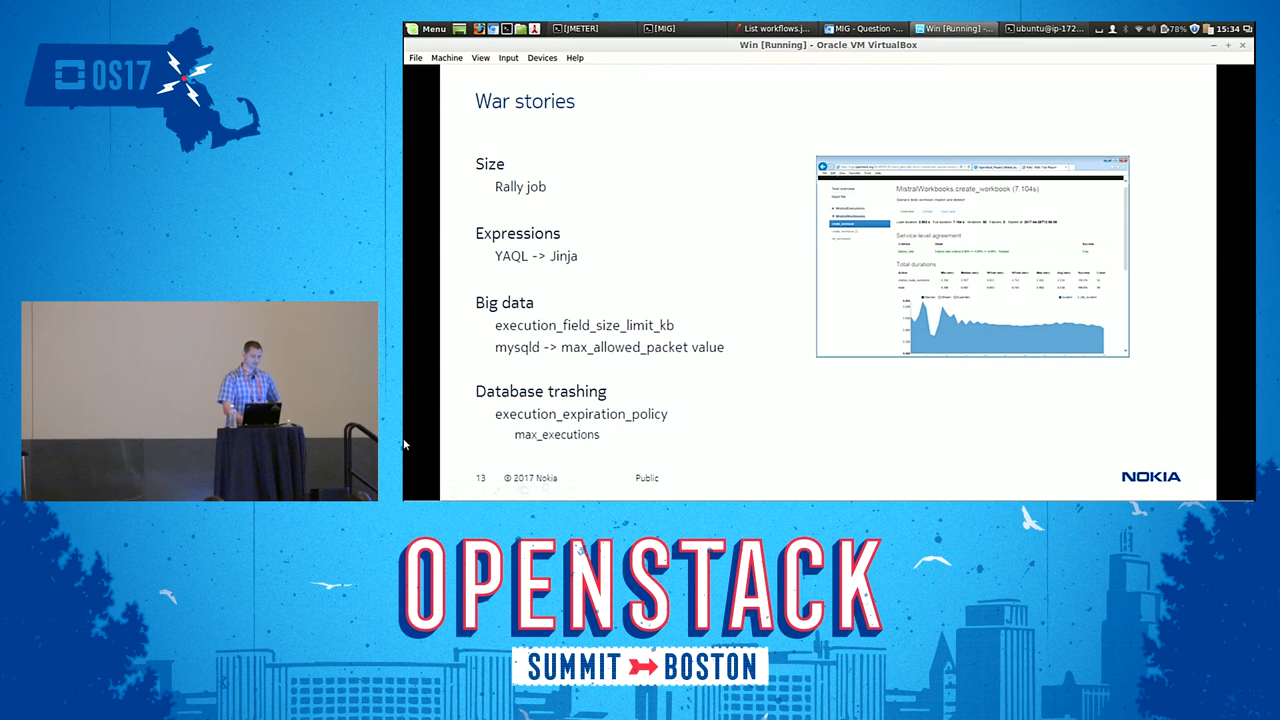 OS17
Menu
[JMETER]
[MIG]
List workflows.j...
MIG - Question -...
Win [Running] -...
ubuntu@ip-172...
78%
15:34
Win [Running] - Oracle VM VirtualBox
File Machine View Input Devices Help
War stories
Size
Rally job
Expressions
YAQL -> Jinja
Big data
execution_field_size_limit_kb
mysqld -> max_allowed_packet value
Database trashing
execution_expiration_policy
max_executions
MistralWorkbooks.create_workbook (7.104s)
Service-level agreement
Total durations
13 © 2017 Nokia Public
NOKIA
OPENSTACK
SUMMIT BOSTON